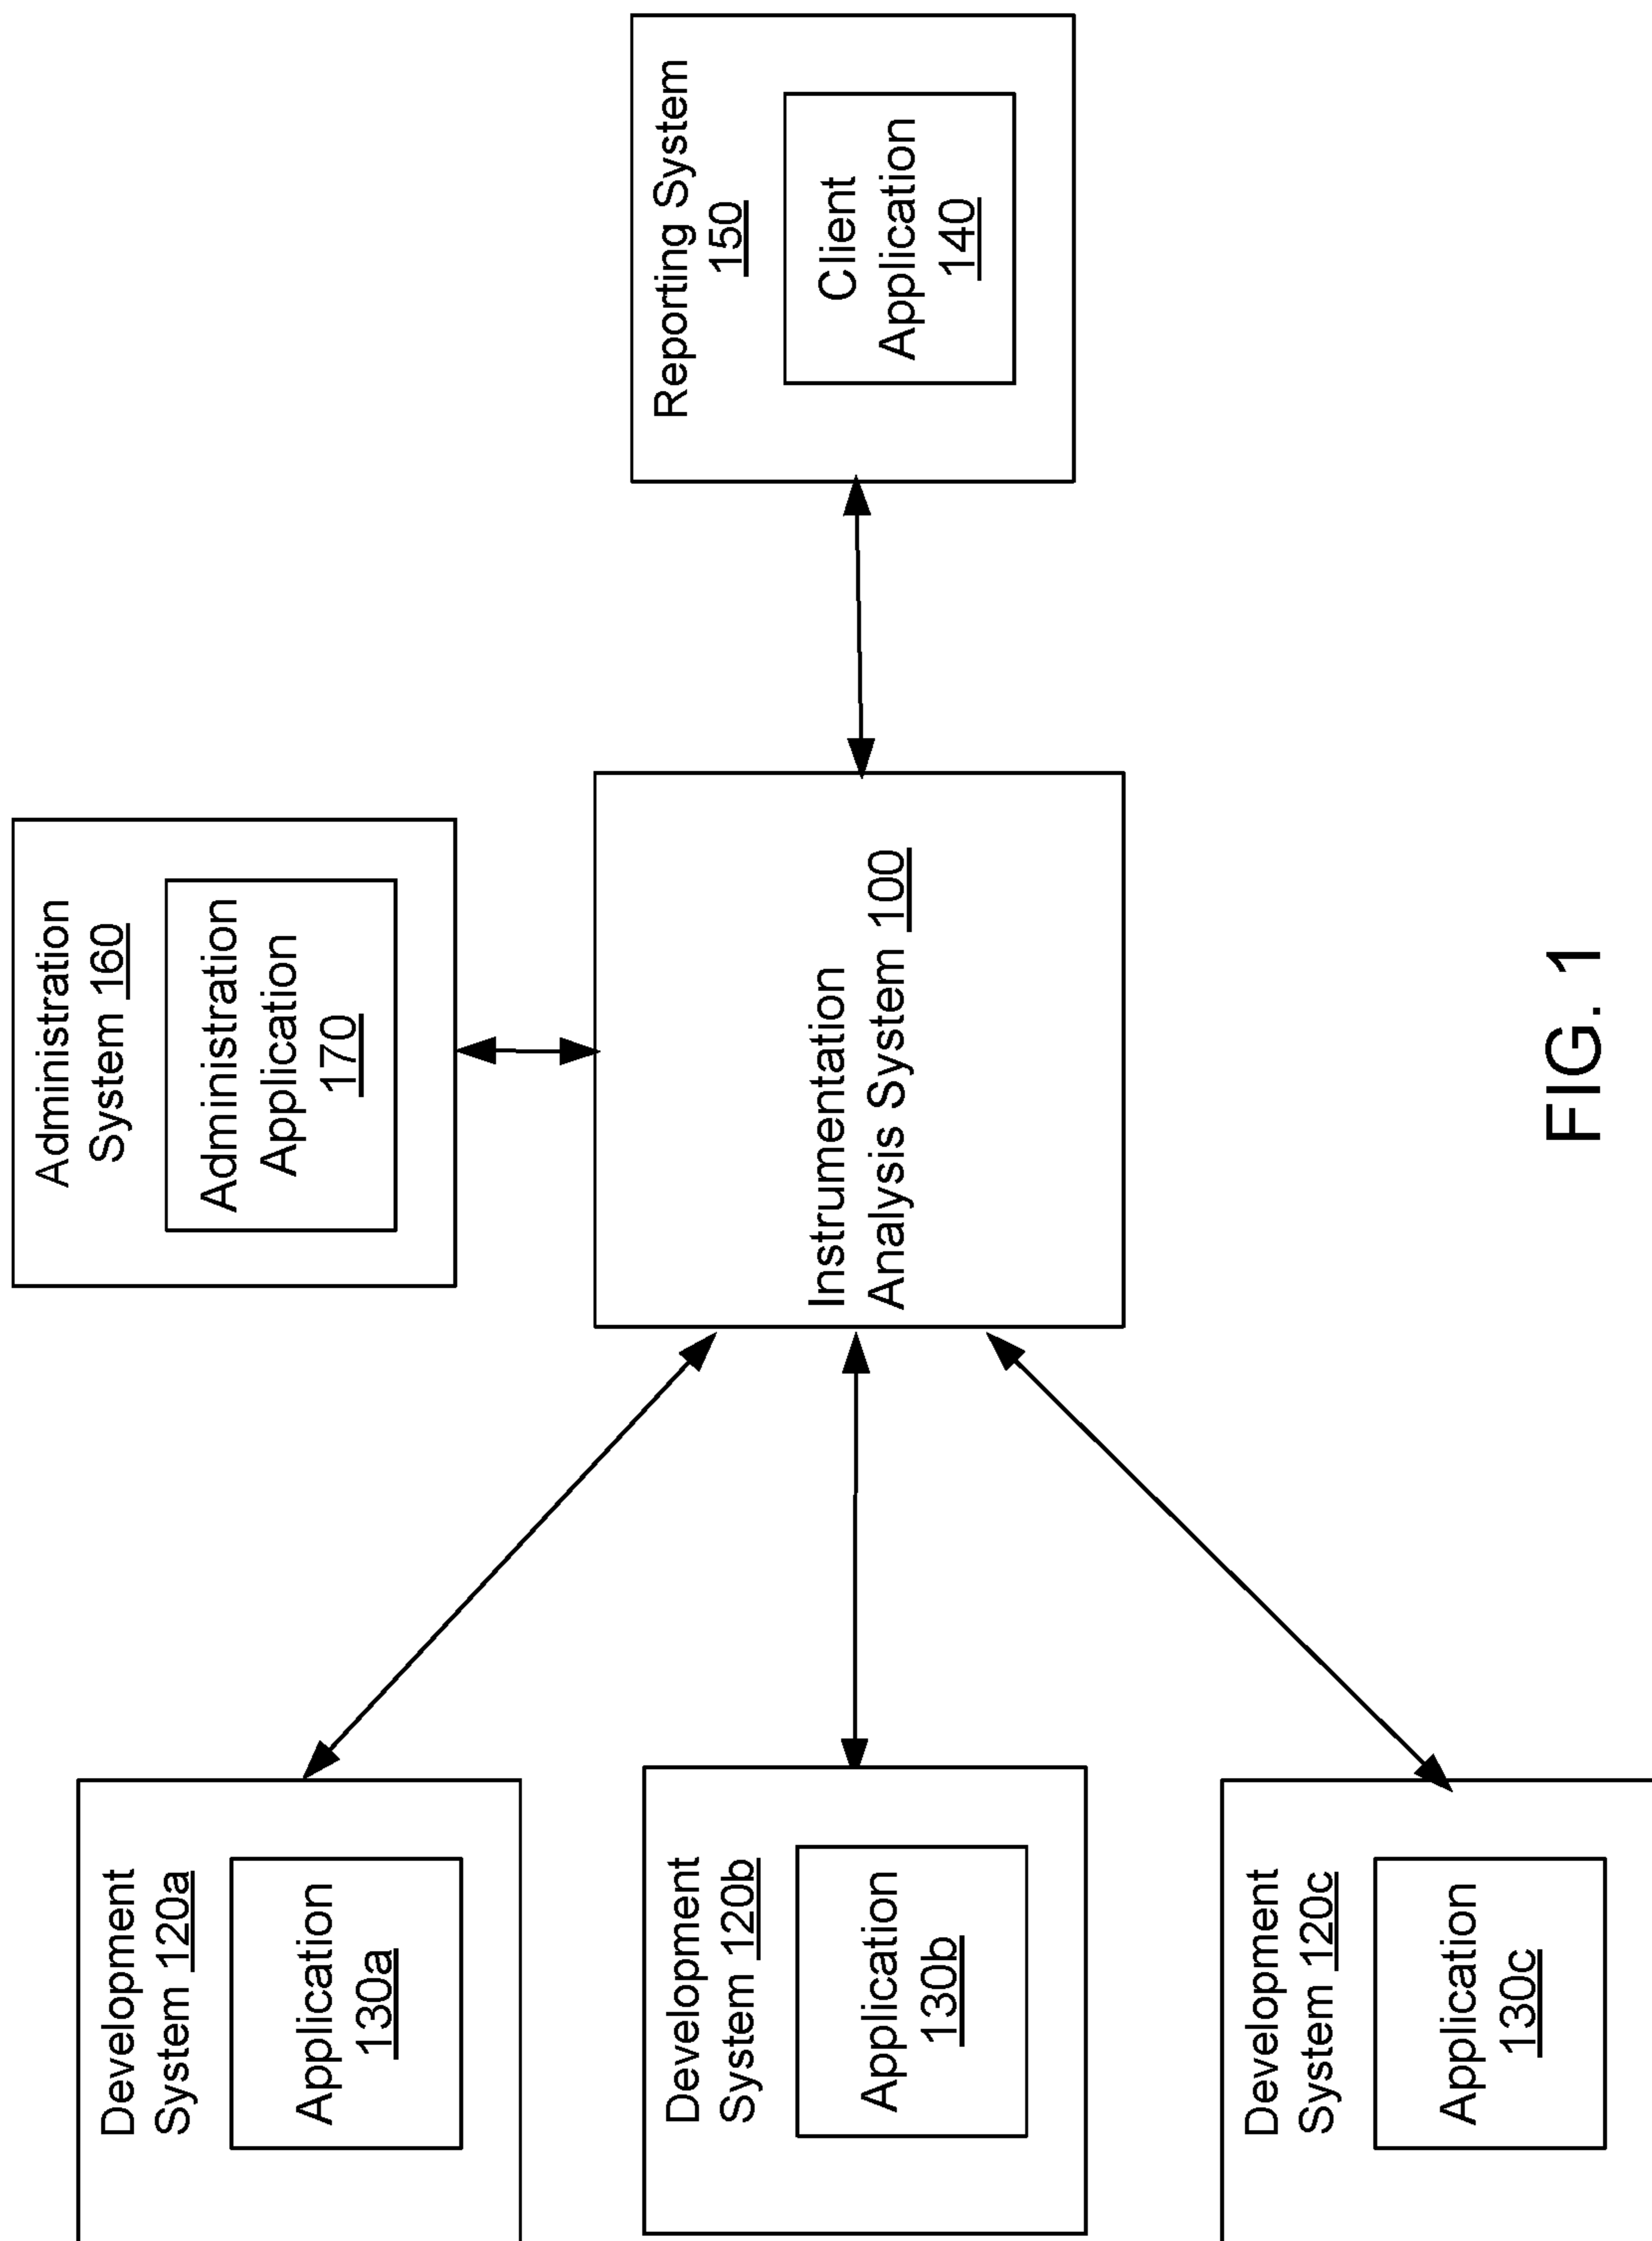 Administration
System 160
Administration
Application
170
Development
System 120a
Application
130a
Development
System 120b
Application
130b
Development
System 120c
Application
130c
Instrumentation
Analysis System 100
Reporting System
150
Client
Application
140
FIG. 1